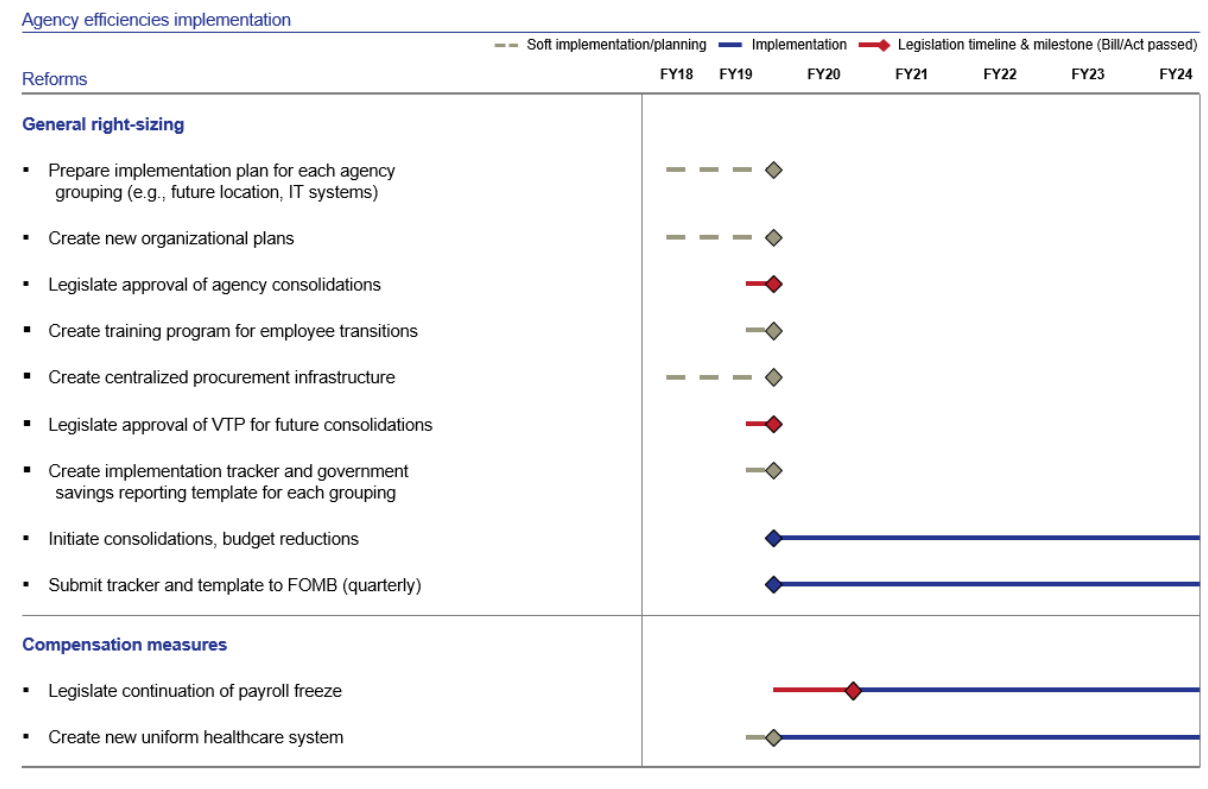 Agency efficiencies implementation
Soft implementation/planning Implementation Legislation timeline & milestone (Bill/Act passed)
Reforms FY18 FY19 FY20 FY21 FY22 FY23 FY24
General right-sizing
▪ Prepare implementation plan for each agency
grouping (e.g., future location, IT systems)
▪ Create new organizational plans
▪ Legislate approval of agency consolidations
▪ Create training program for employee transitions
▪ Create centralized procurement infrastructure
▪ Legislate approval of VTP for future consolidations
▪ Create implementation tracker and government
savings reporting template for each grouping
▪ Initiate consolidations, budget reductions
▪ Submit tracker and template to FOMB (quarterly)
Compensation measures
▪ Legislate continuation of payroll freeze
▪ Create new uniform healthcare system